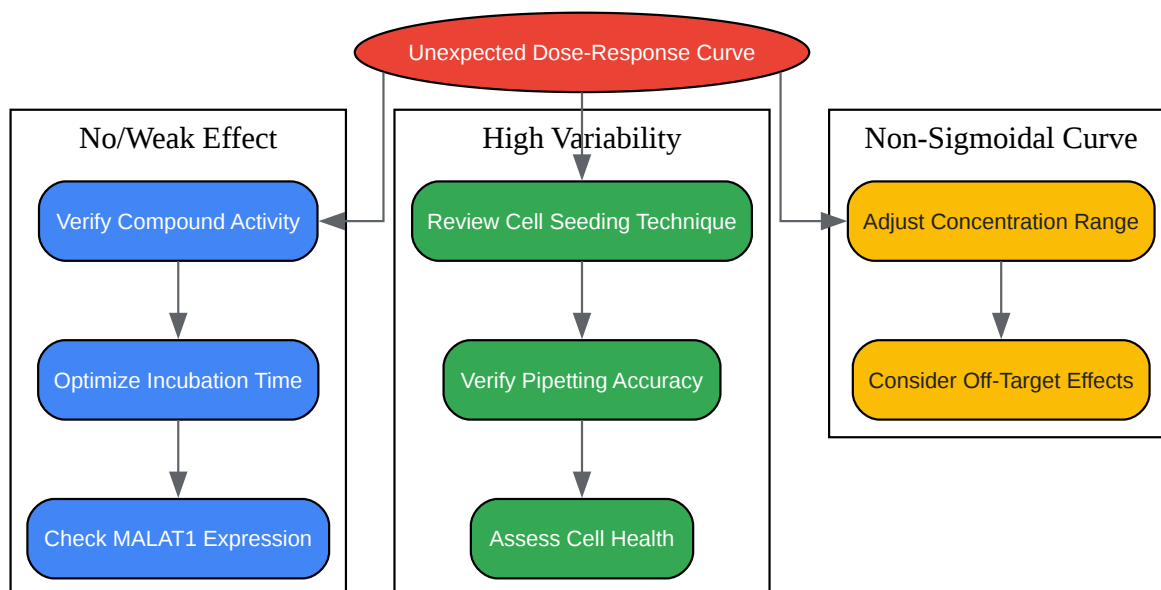 Unexpected Dose-Response Curve
No/Weak Effect
High Variability
Non-Sigmoidal Curve
Verify Compound Activity
Review Cell Seeding Technique
Adjust Concentration Range
Optimize Incubation Time
Verify Pipetting Accuracy
Consider Off-Target Effects
Check MALAT1 Expression
Assess Cell Health